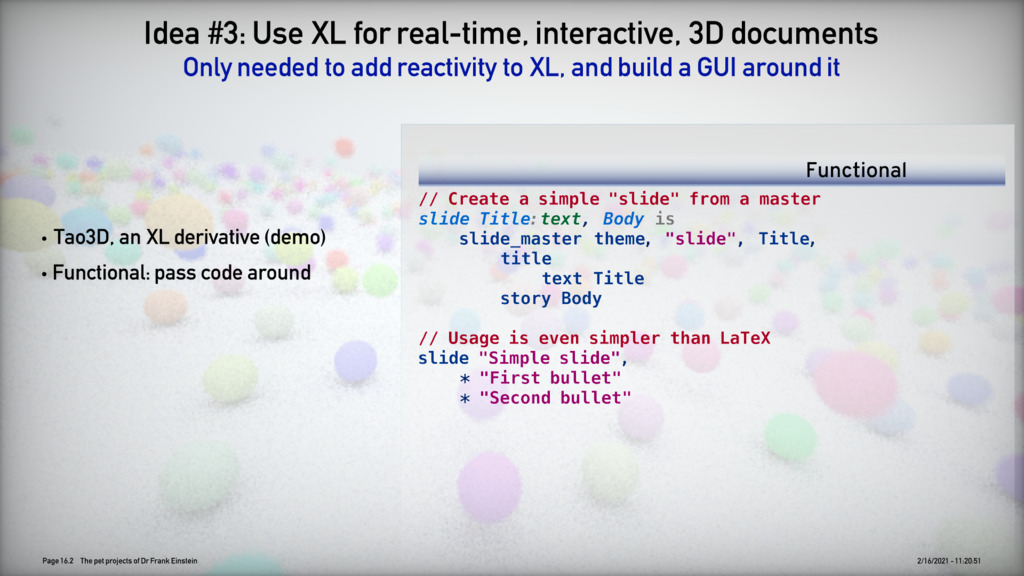 Idea #3: Use XL for real-time, interactive, 3D documents
Only needed to add reactivity to XL, and build a GUI around it
• Tao3D, an XL derivative (demo)
• Functional: pass code around
Functional
// Create a simple "slide" from a master
slide Title:text, Body is
    slide_master theme, "slide", Title,
        title
            text Title
        story Body

// Usage is even simpler than LaTeX
slide "Simple slide",
    * "First bullet"
    * "Second bullet"
Page 16.2 The pet projects of Dr Frank Einstein
2/16/2021 - 11:20:51